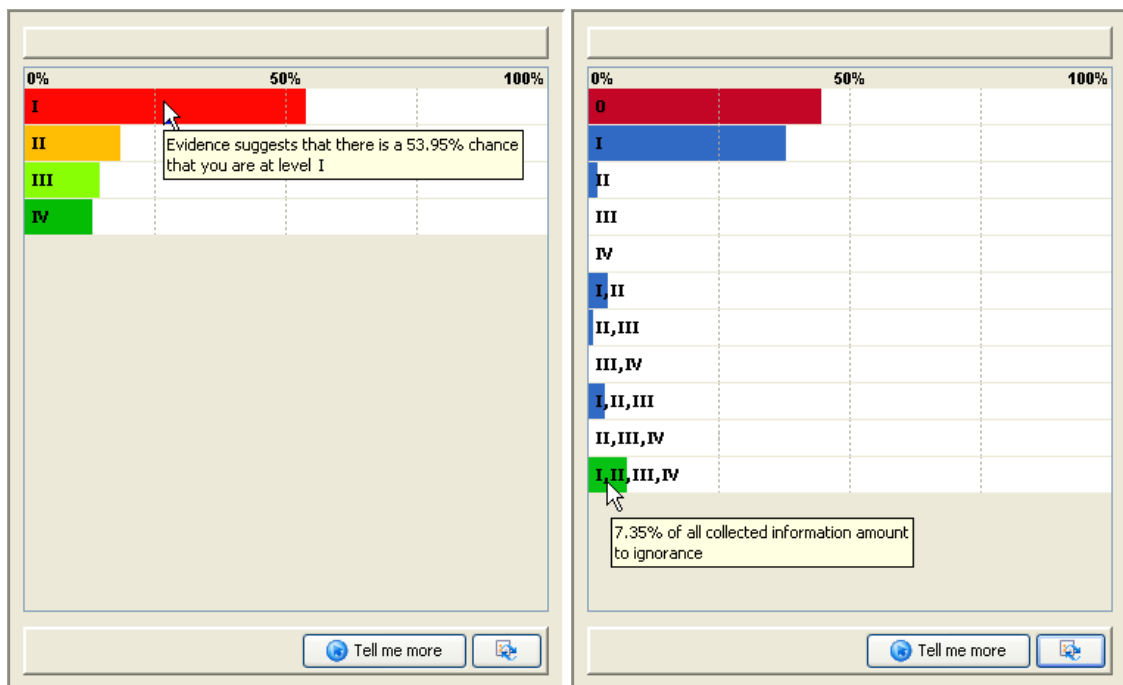 0% 50% 100%
I
Evidence suggests that there is a 53.95% chance
that you are at level I
II
III
IV
Tell me more
0% 50% 100%
0
I
II
III
IV
I,II
II,III
III,IV
I,II,III
II,III,IV
I,II,III,IV
7.35% of all collected information amount
to ignorance
Tell me more